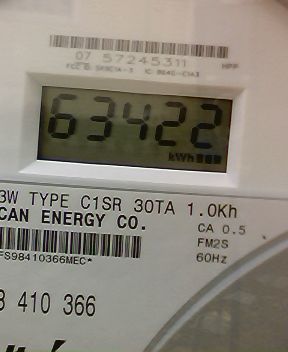 07 57245311
63422
kWh
3W TYPE C1SR 30TA 1.0Kh
CAN ENERGY CO.
CA 0.5
FM2S
FS98410366MEC*
60Hz
410 366